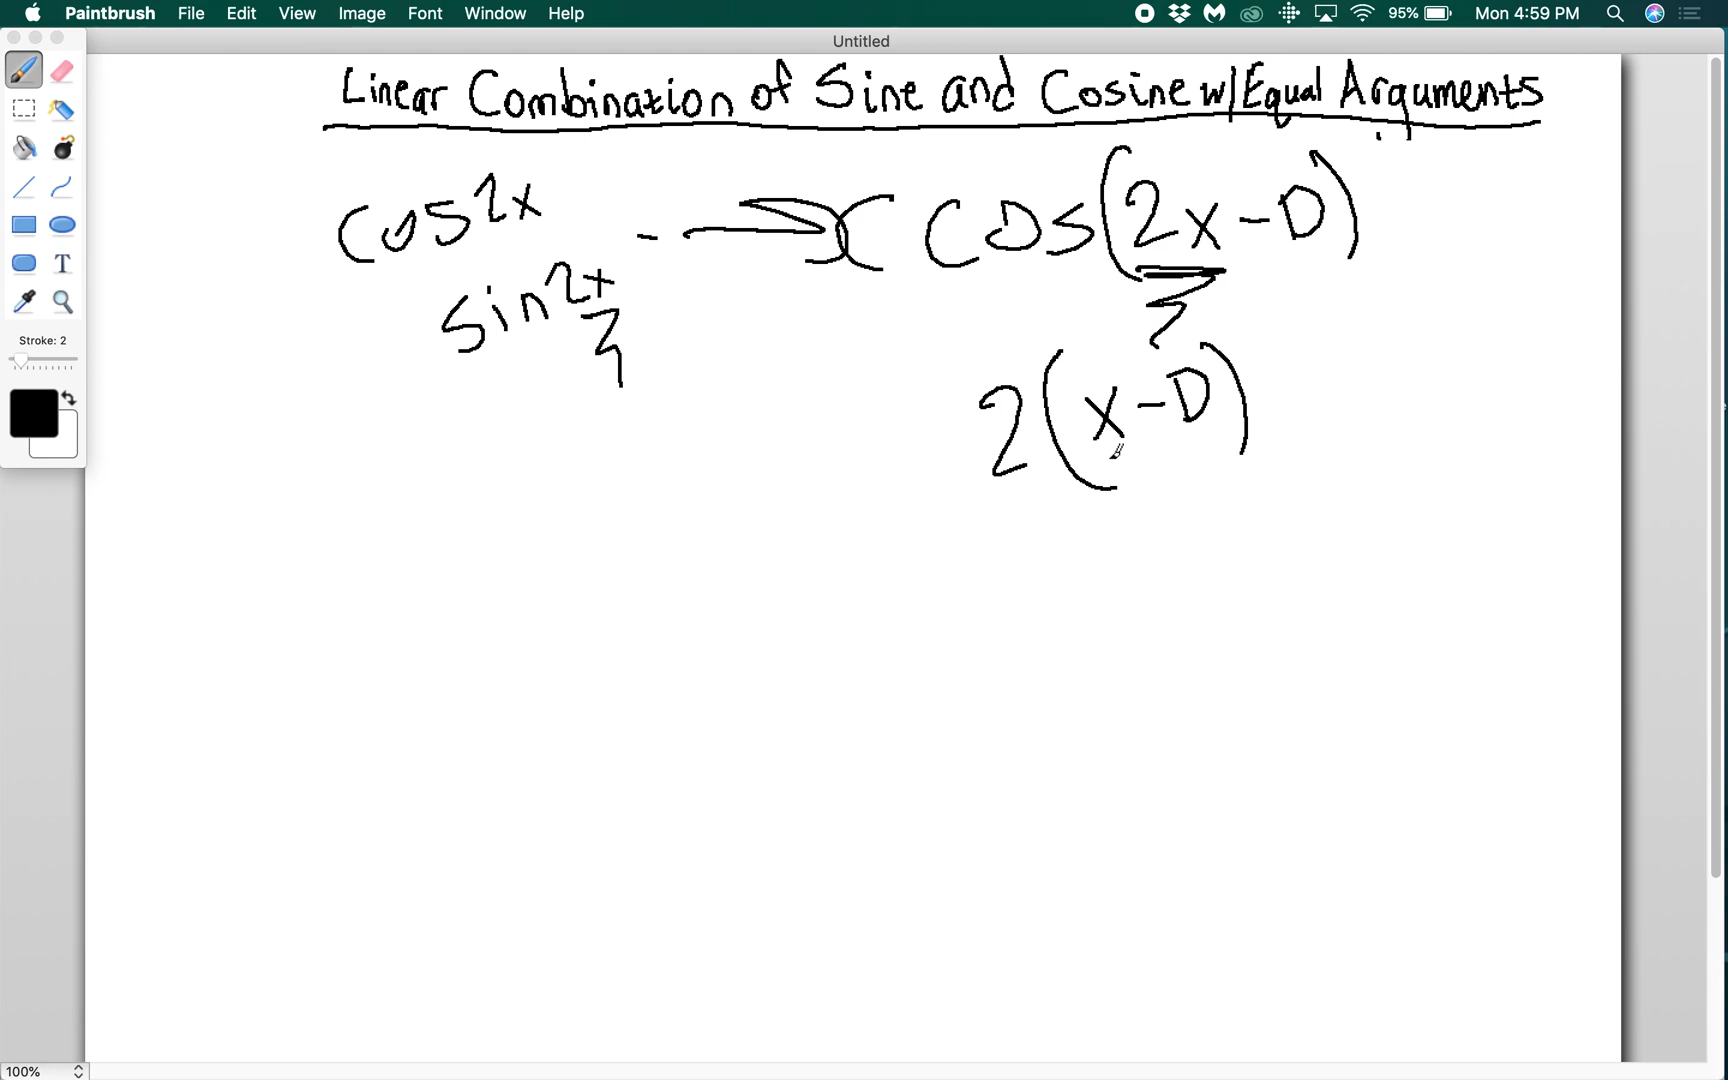 Paintbrush File Edit View Image Font Window Help 95% Mon 4:59 PM
Untitled
Linear Combination of Sine and Cosine w/ Equal Arguments
cos 2x C cos(2x-D)
sin 2x
2(x-D)
T
Stroke: 2
100%